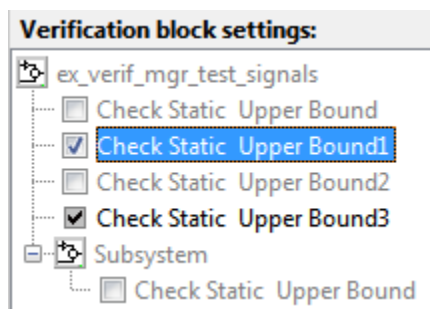 Verification block settings:
ex_verif_mgr_test_signals
Check Static  Upper Bound
Check Static  Upper Bound1
Check Static  Upper Bound2
Check Static  Upper Bound3
Subsystem
Check Static  Upper Bound